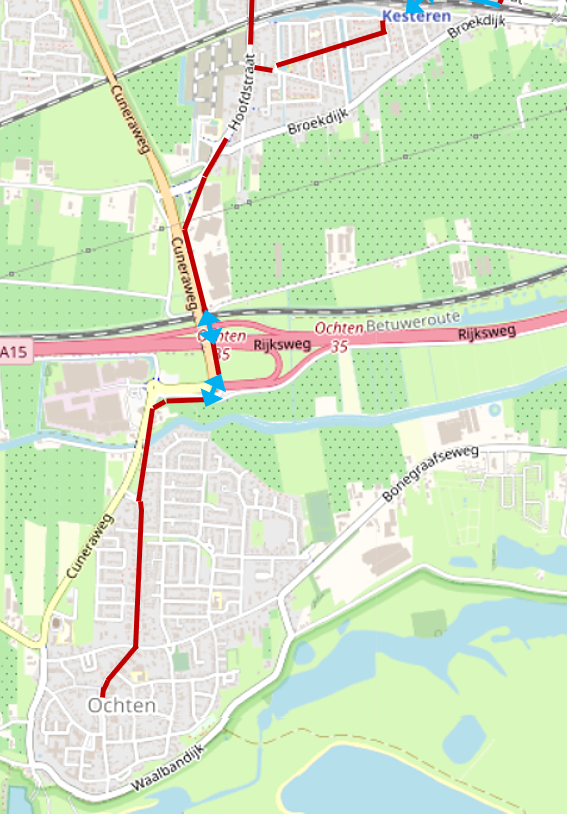 Kesteren
Broekdijk
Hoofdstraat
Cuneraweg
Broekdijk
Cuneraweg
Ochten
35
Ochten
35
Betuweroute
Rijksweg
Rijksweg
A15
Bonegraafseweg
Cuneraweg
Ochten
Waalbandijk